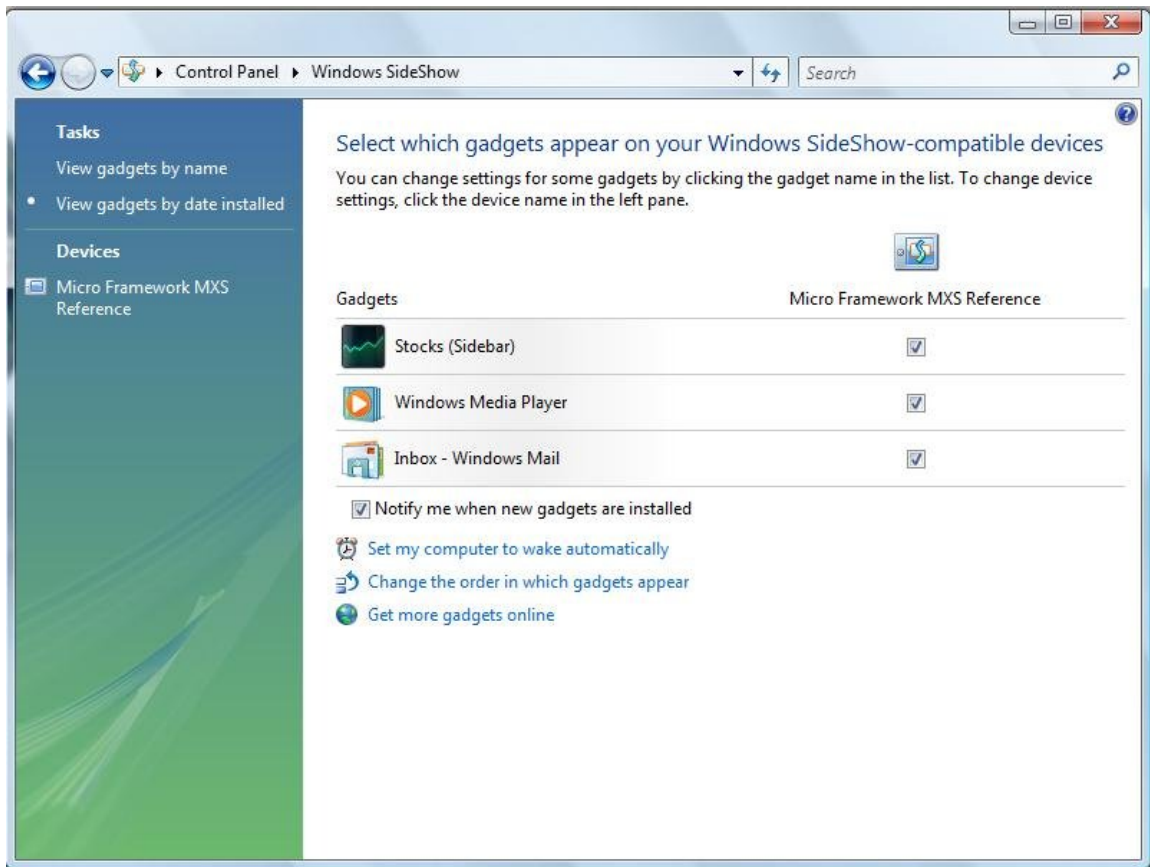 Control Panel Windows SideShow
Search
Tasks
View gadgets by name
View gadgets by date installed
Devices
Micro Framework MXS
Reference
Select which gadgets appear on your Windows SideShow-compatible devices
You can change settings for some gadgets by clicking the gadget name in the list. To change device
settings, click the device name in the left pane.
Gadgets Micro Framework MXS Reference
Stocks (Sidebar)
Windows Media Player
Inbox - Windows Mail
Notify me when new gadgets are installed
Set my computer to wake automatically
Change the order in which gadgets appear
Get more gadgets online